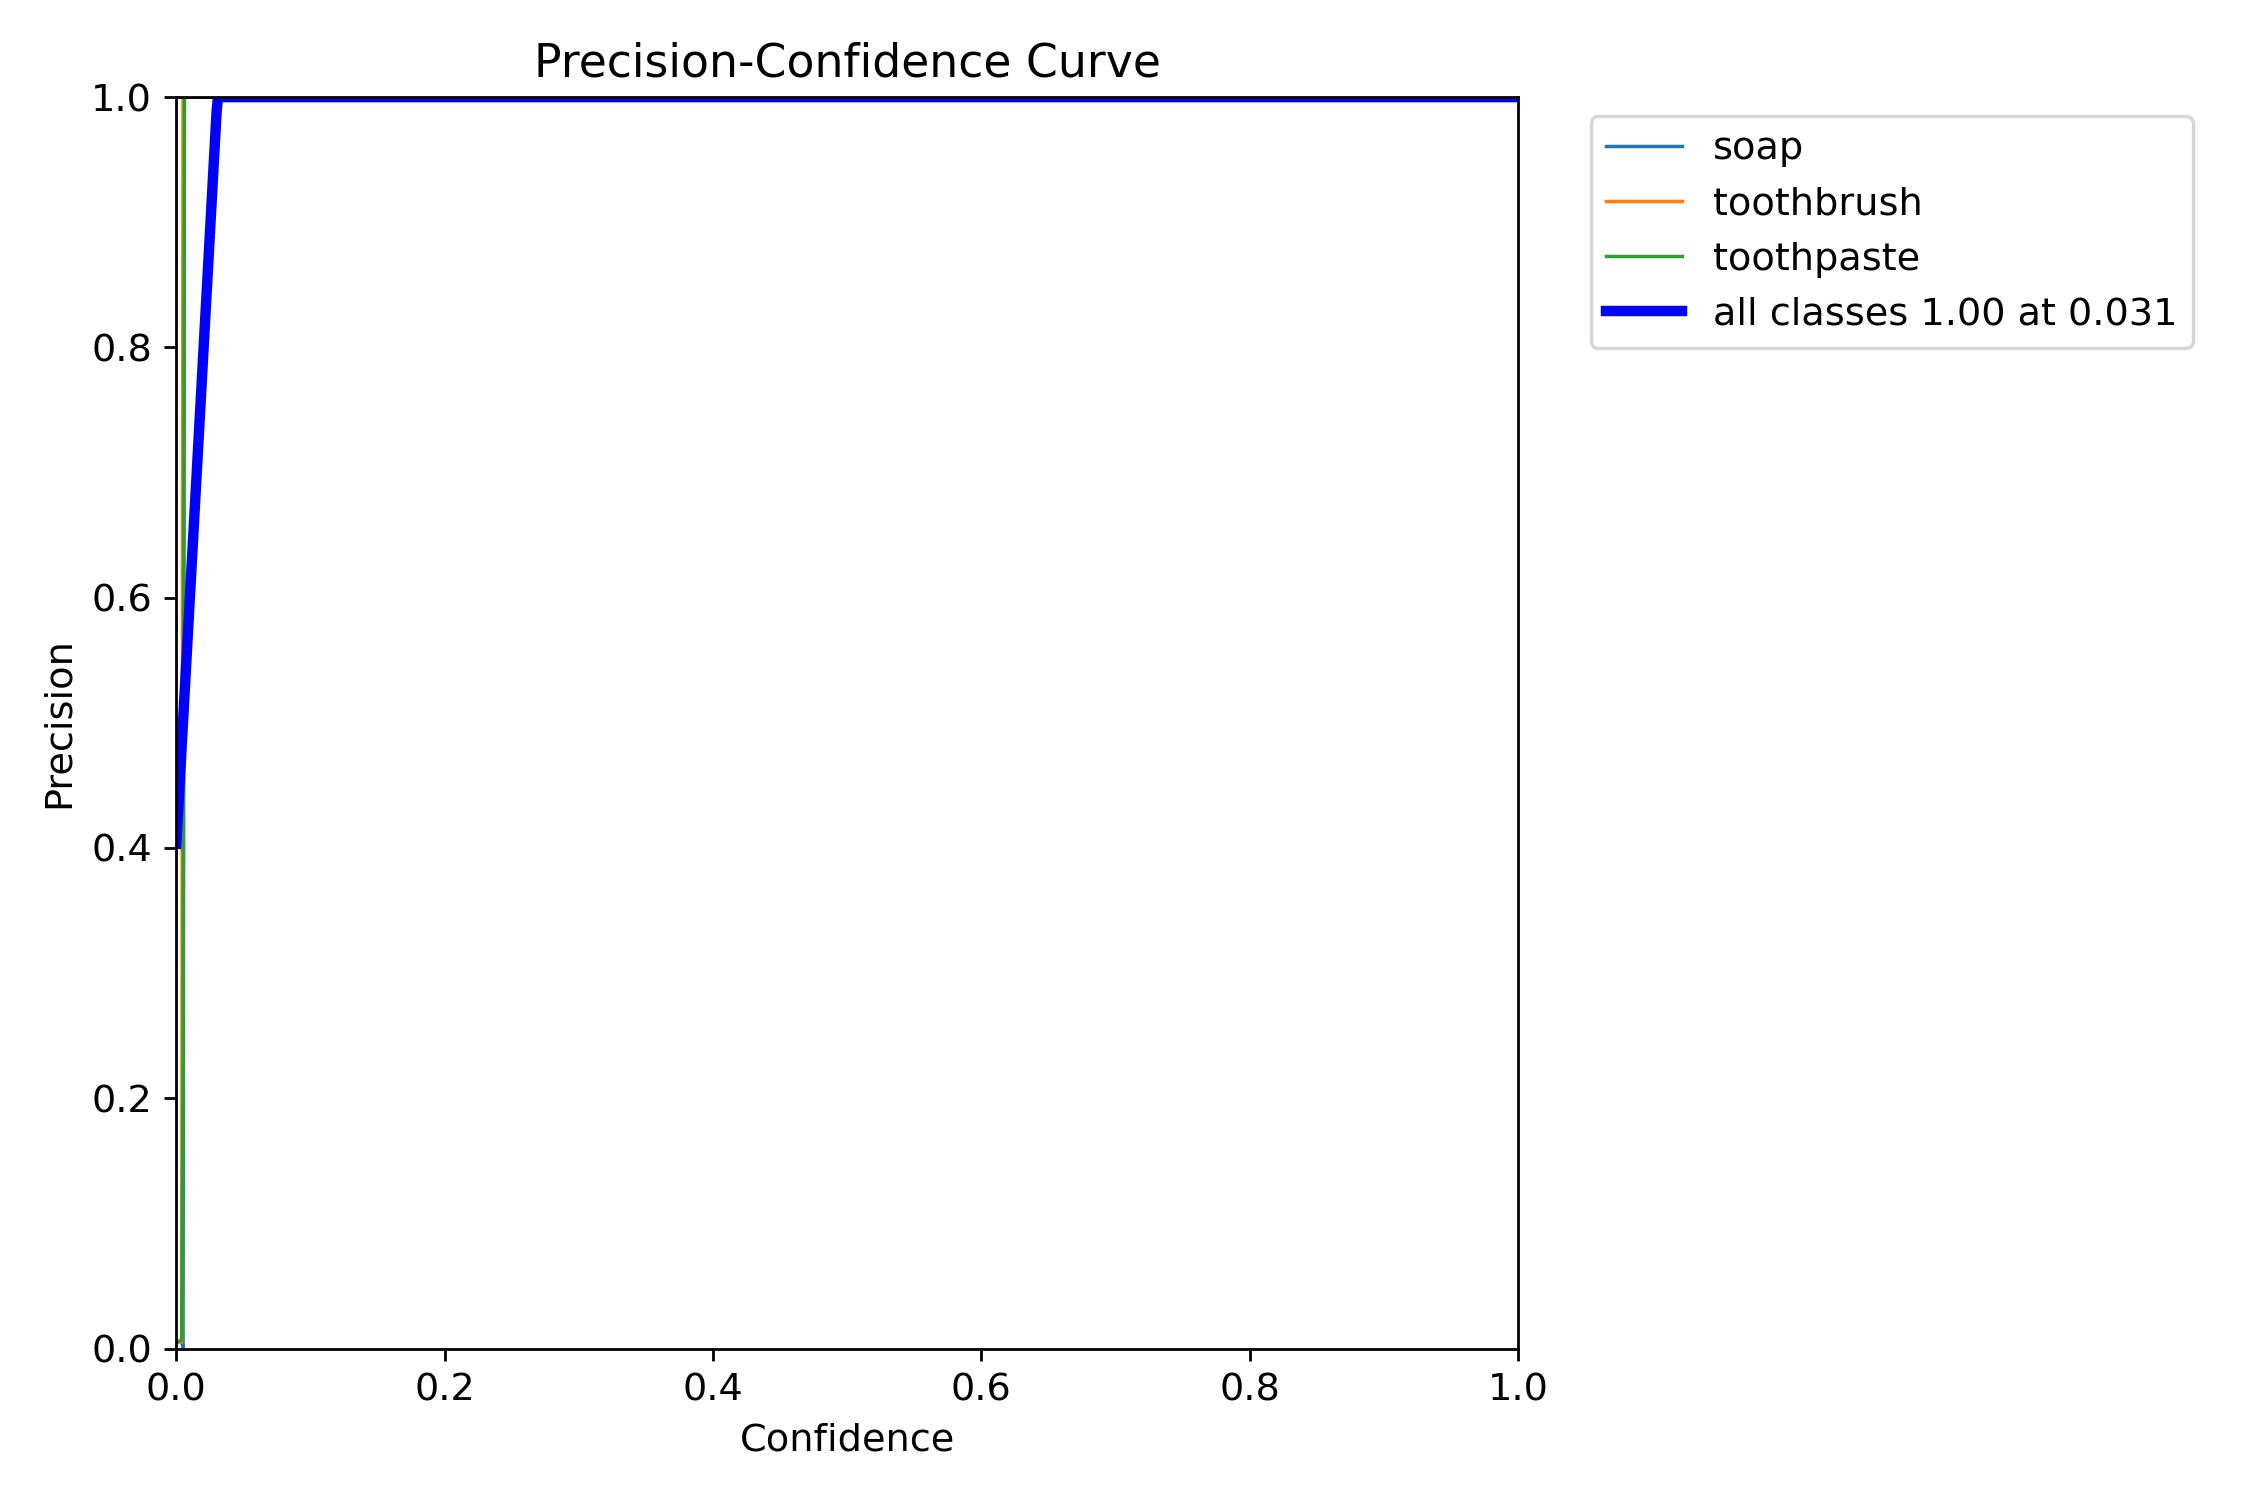 Precision-Confidence Curve
1.0
0.8
0.6
0.4
0.2
0.0
Precision
0.0 0.2 0.4 0.6 0.8 1.0
Confidence
soap
toothbrush
toothpaste
all classes 1.00 at 0.031